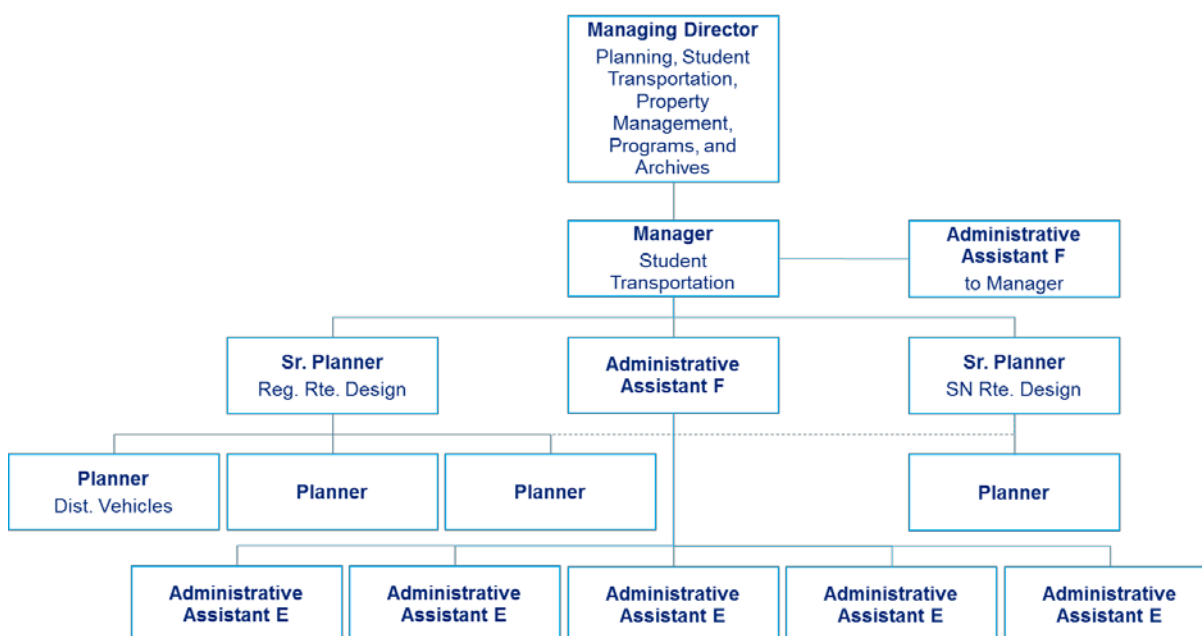 Managing Director
Planning, Student
Transportation,
Property
Management,
Programs, and
Archives
Manager
Student
Transportation
Administrative
Assistant F
to Manager
Sr. Planner
Reg. Rte. Design
Administrative
Assistant F
Sr. Planner
SN Rte. Design
Planner
Dist. Vehicles
Planner
Planner
Planner
Administrative
Assistant E
Administrative
Assistant E
Administrative
Assistant E
Administrative
Assistant E
Administrative
Assistant E